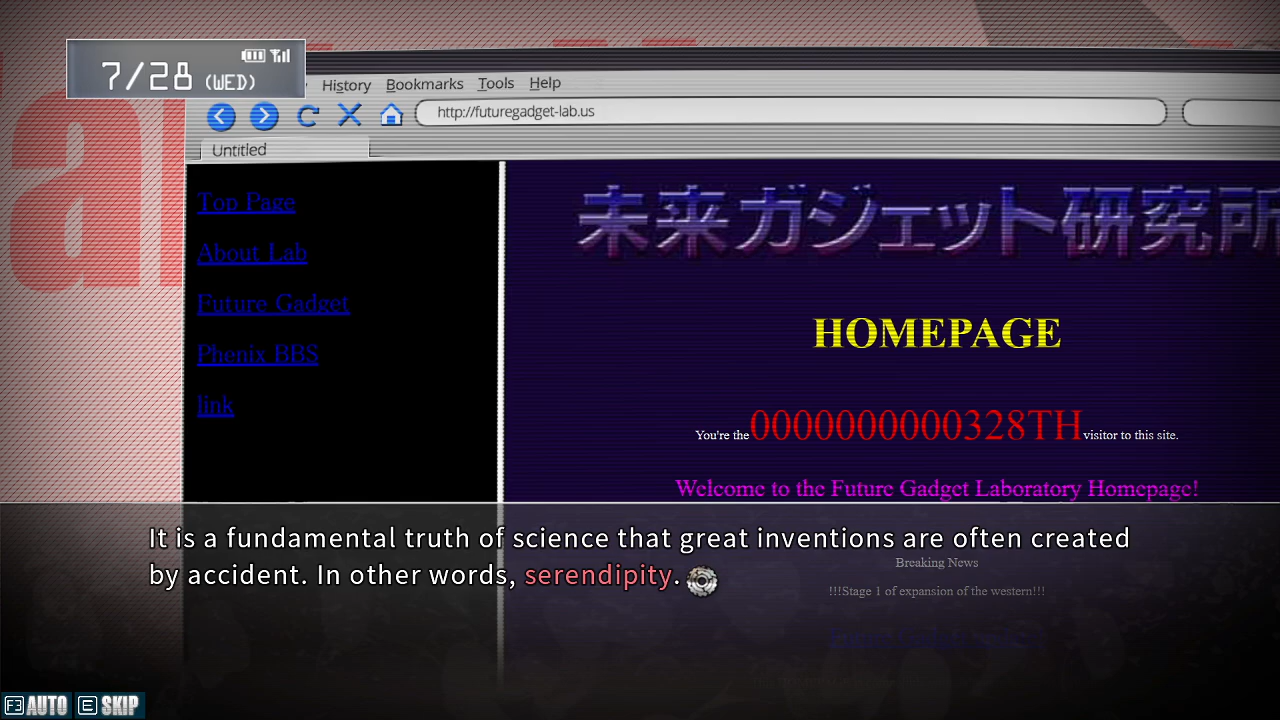 7/28 (WED)
History Bookmarks Tools Help
http://futuregadget-lab.us
Untitled
Top Page
About Lab
Future Gadget
Phenix BBS
link
未来ガジェット研究所
HOMEPAGE
You're the 0000000000328TH visitor to this site.
Welcome to the Future Gadget Laboratory Homepage!
It is a fundamental truth of science that great inventions are often created
by accident. In other words, serendipity.
Breaking News
!!!Stage 1 of expansion of the western!!!
F3 AUTO E SKIP